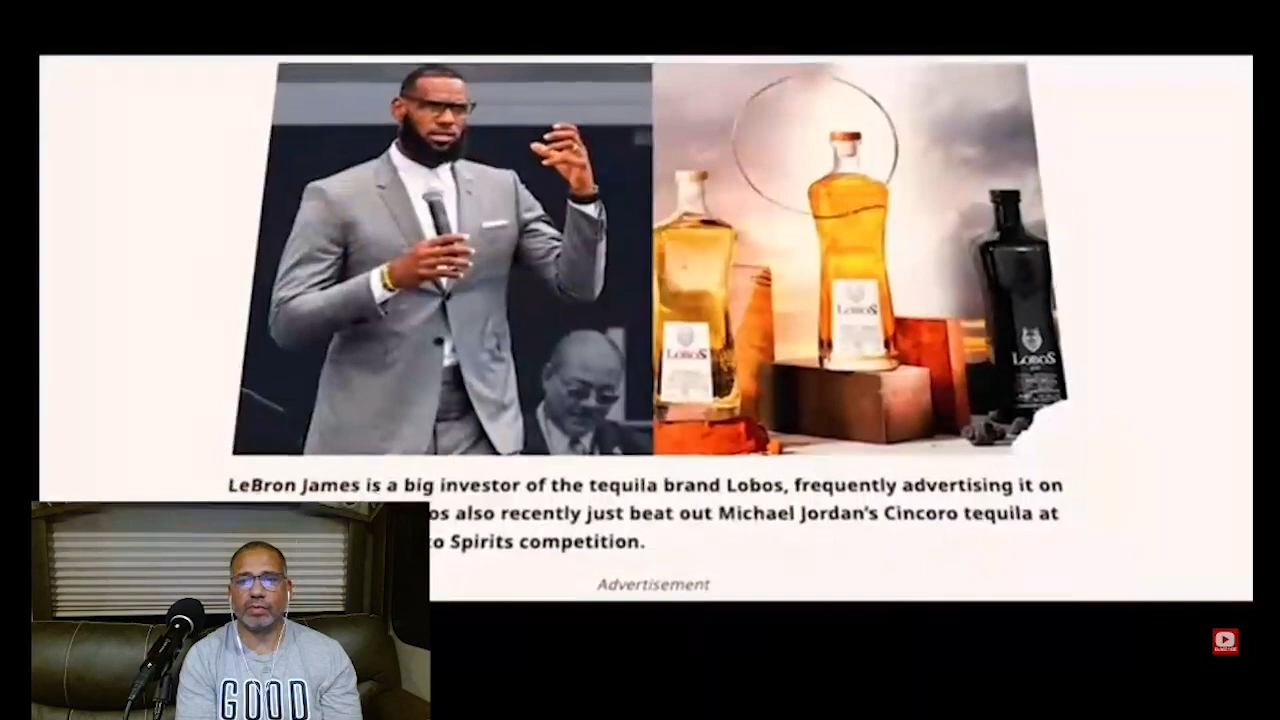 LOBOS
LOBOS
LOBOS
LeBron James is a big investor of the tequila brand Lobos, frequently advertising it on
os also recently just beat out Michael Jordan's Cincoro tequila at
o Spirits competition.
Advertisement
SUBSCRIBE
GOOD